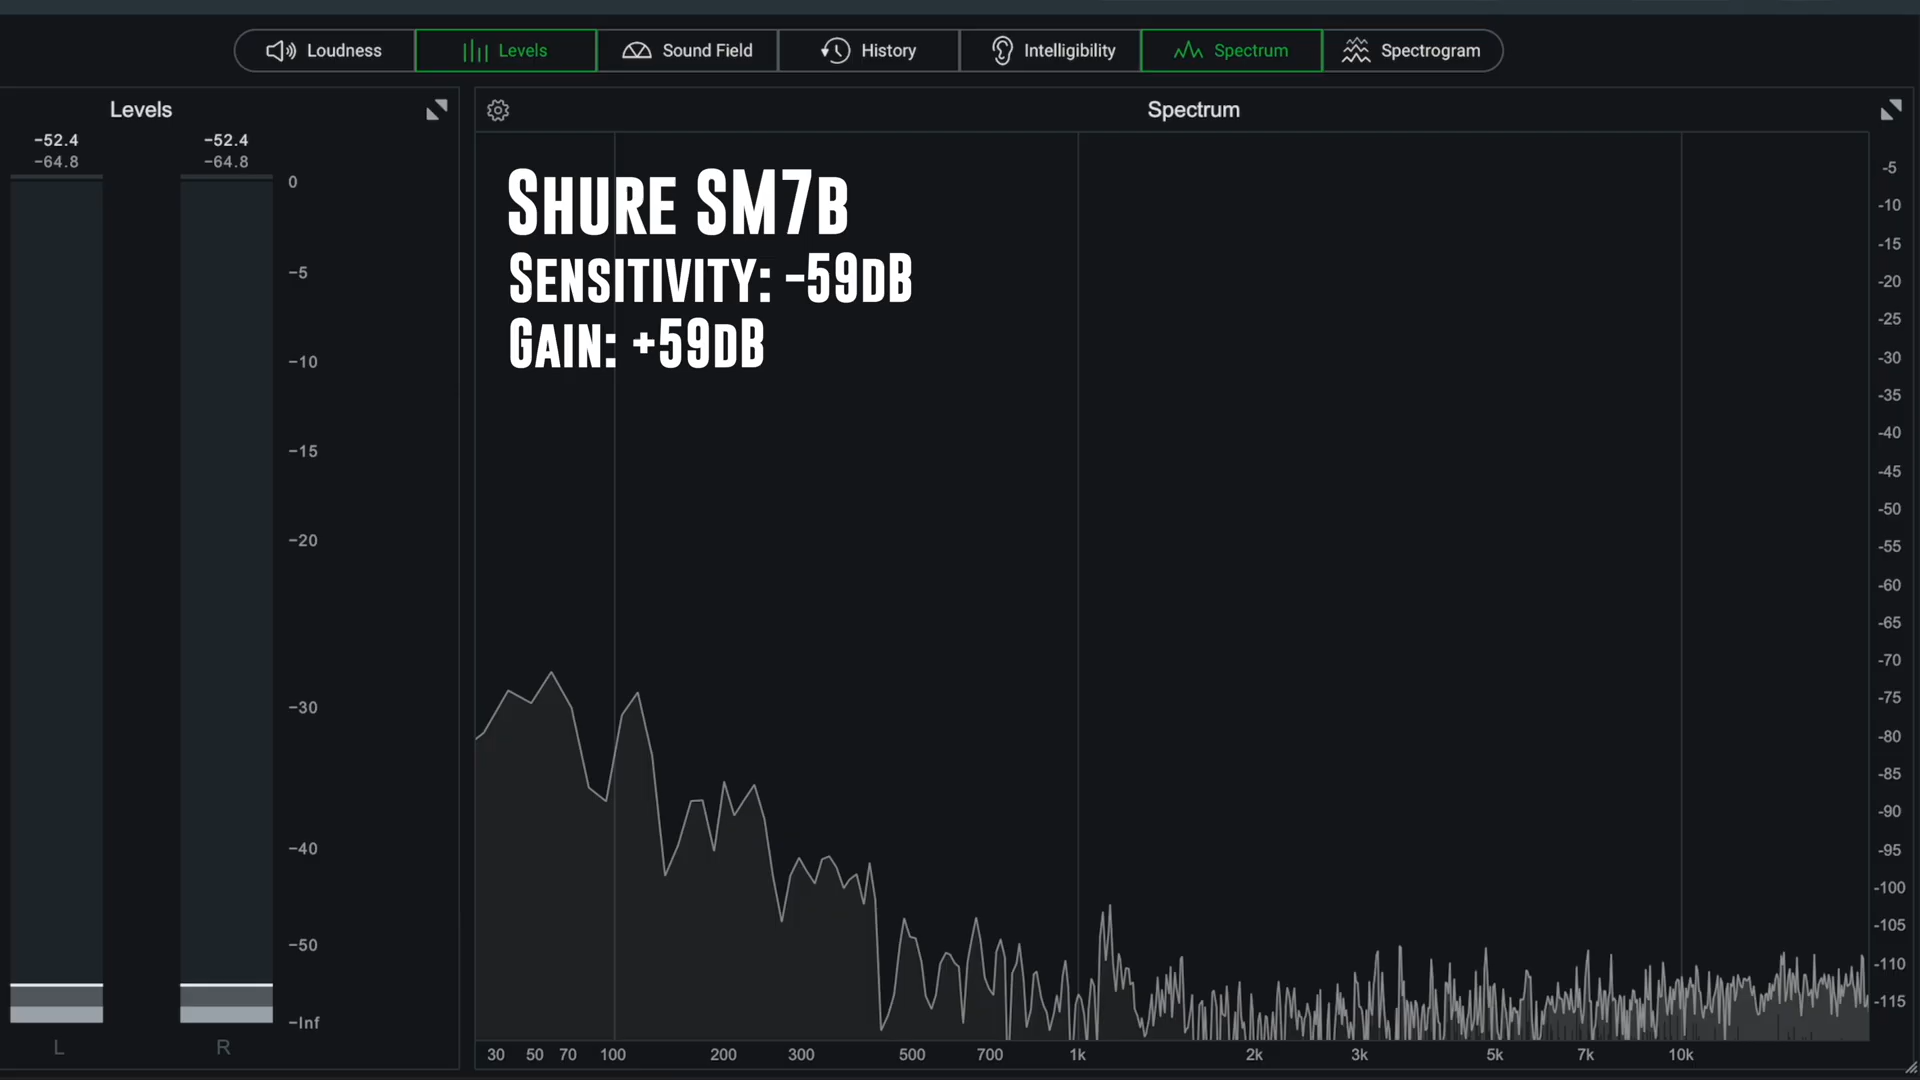 Loudness
Levels
Sound Field
History
Intelligibility
Spectrum
Spectrogram
Levels
−52.4
−64.8
−52.4
−64.8
0
−5
−10
−15
−20
−30
−40
−50
−Inf
L
R
Spectrum
SHURE SM7B
SENSITIVITY: -59DB
GAIN: +59DB
-5
-10
-15
-20
-25
-30
-35
-40
-45
-50
-55
-60
-65
-70
-75
-80
-85
-90
-95
-100
-105
-110
-115
30
50
70
100
200
300
500
700
1k
2k
3k
5k
7k
10k